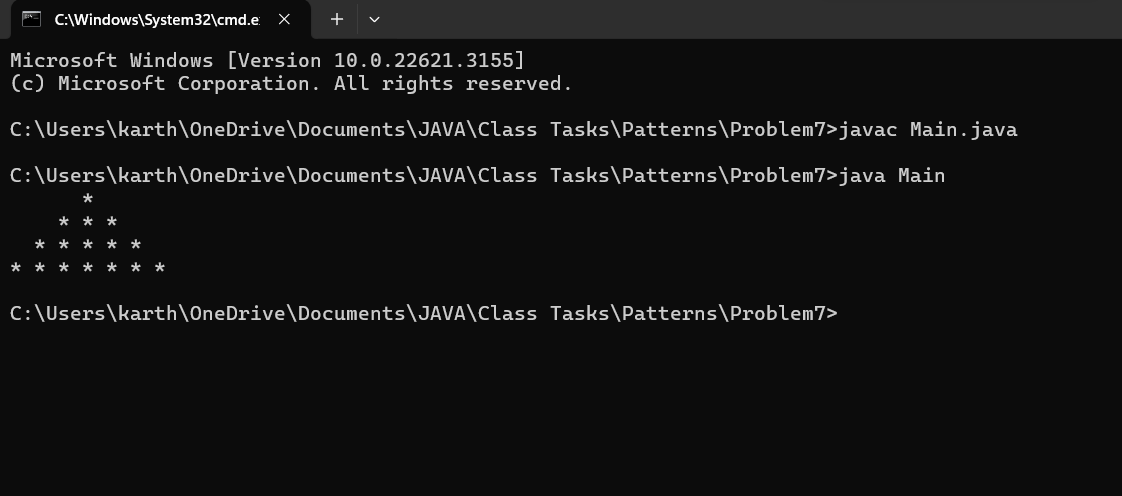 C:\Windows\System32\cmd.e
Microsoft Windows [Version 10.0.22621.3155]
(c) Microsoft Corporation. All rights reserved.
C:\Users\karth\OneDrive\Documents\JAVA\Class Tasks\Patterns\Problem7>javac Main.java
C:\Users\karth\OneDrive\Documents\JAVA\Class Tasks\Patterns\Problem7>java Main
      *
    * * *
  * * * * *
* * * * * * *
C:\Users\karth\OneDrive\Documents\JAVA\Class Tasks\Patterns\Problem7>